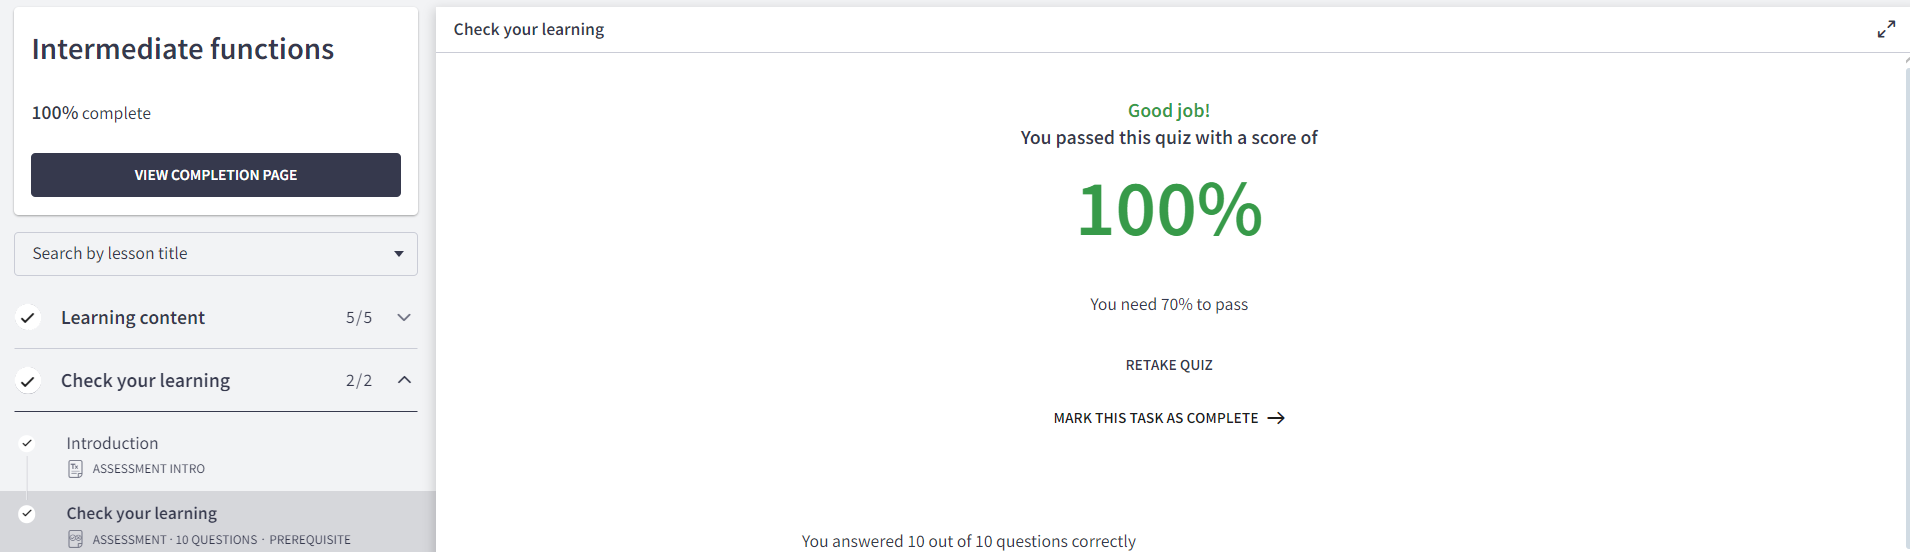 Intermediate functions
100% complete
VIEW COMPLETION PAGE
Search by lesson title
Learning content 5/5
Check your learning 2/2
Introduction
ASSESSMENT INTRO
Check your learning
ASSESSMENT · 10 QUESTIONS · PREREQUISITE
Check your learning
Good job!
You passed this quiz with a score of
100%
You need 70% to pass
RETAKE QUIZ
MARK THIS TASK AS COMPLETE
You answered 10 out of 10 questions correctly